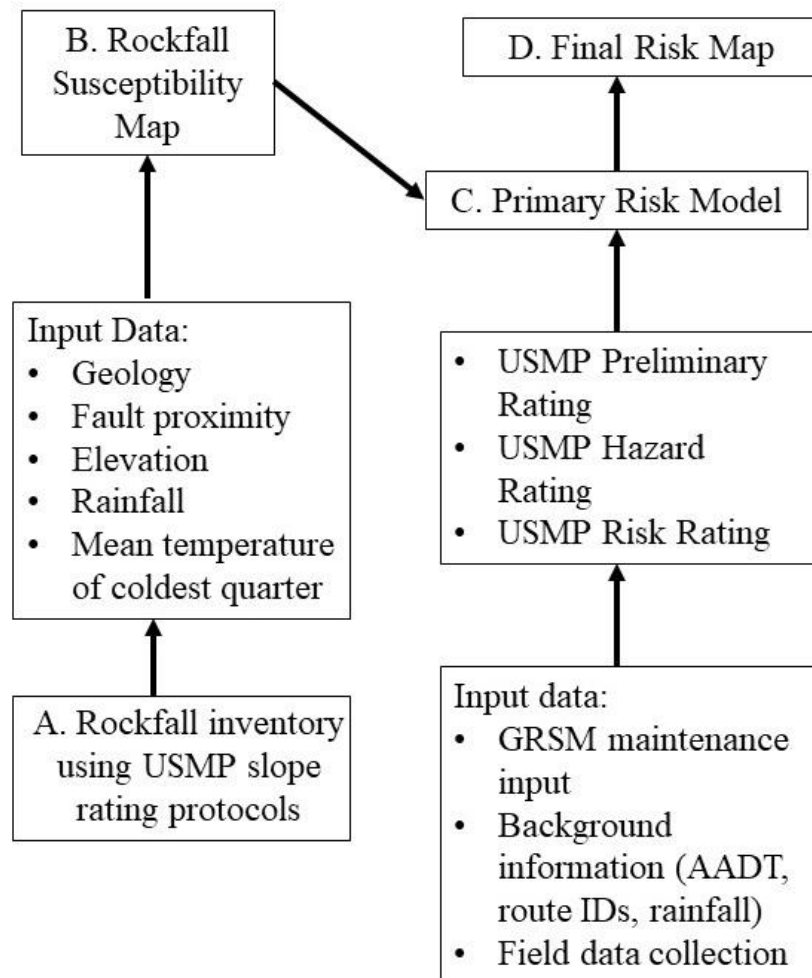 B. Rockfall
Susceptibility
Map
D. Final Risk Map
C. Primary Risk Model
Input Data:
• Geology
• Fault proximity
• Elevation
• Rainfall
• Mean temperature
of coldest quarter
• USMP Preliminary
Rating
• USMP Hazard
Rating
• USMP Risk Rating
A. Rockfall inventory
using USMP slope
rating protocols
Input data:
• GRSM maintenance
input
• Background
information (AADT,
route IDs, rainfall)
• Field data collection